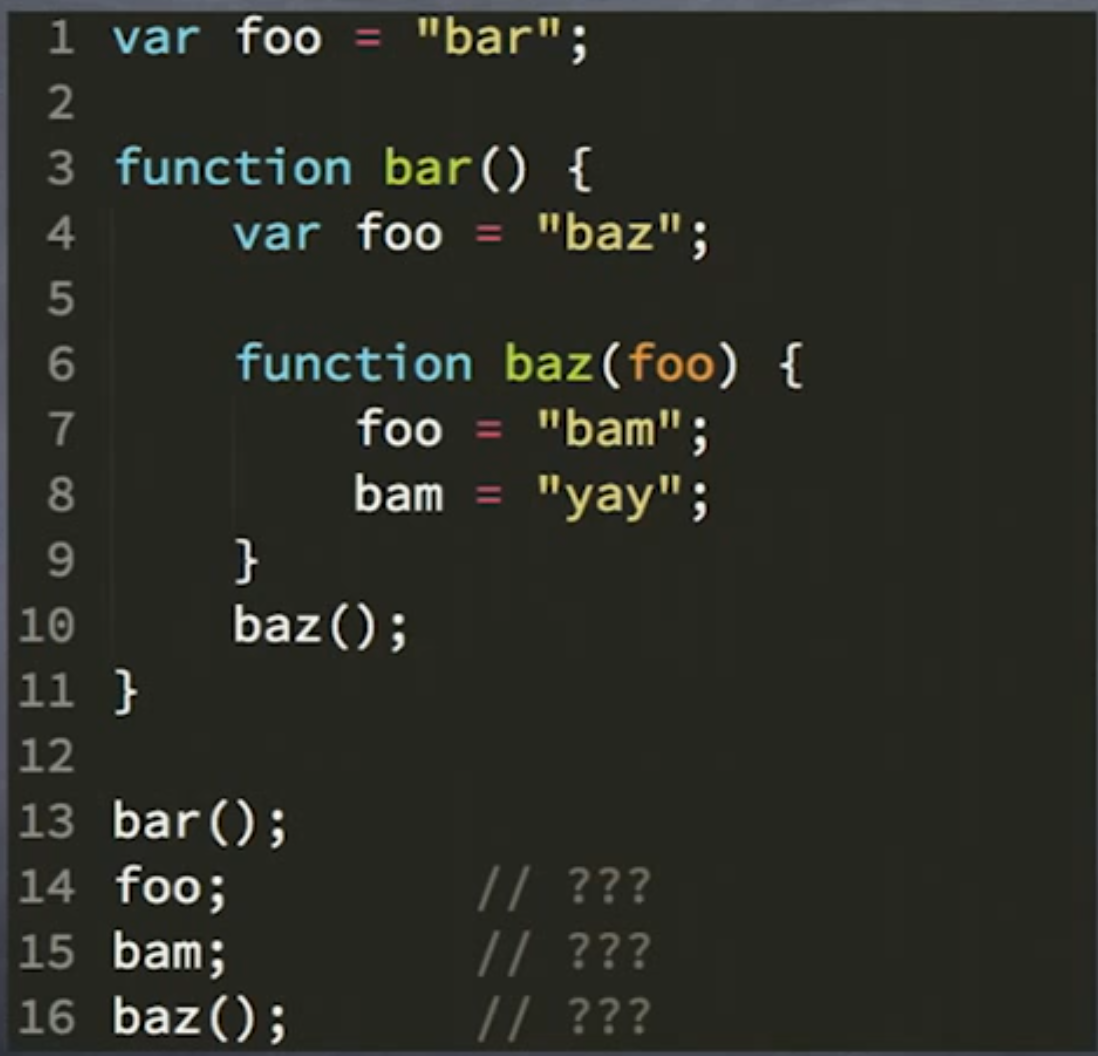 1 var foo = "bar";
2
3 function bar() {
4 var foo = "baz";
5
6 function baz(foo) {
7 foo = "bam";
8 bam = "yay";
9 }
10 baz();
11 }
12
13 bar();
14 foo; // ???
15 bam; // ???
16 baz(); // ???